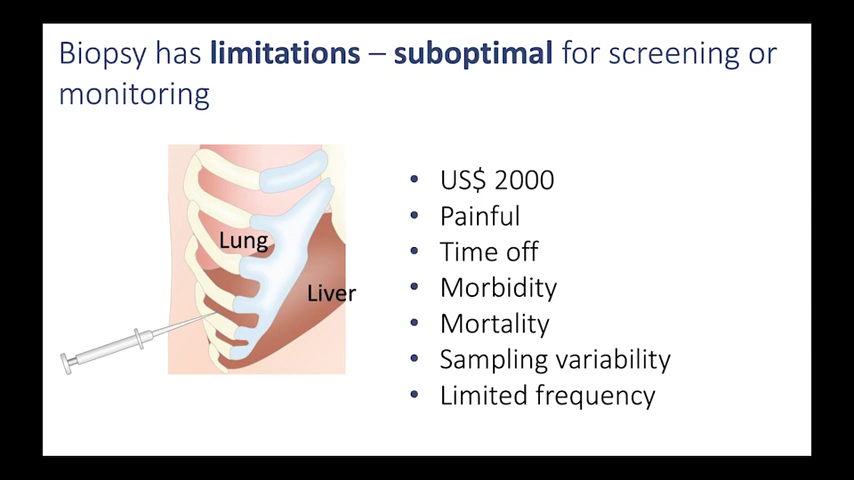 Biopsy has limitations – suboptimal for screening or
monitoring
Lung
Liver
• US$ 2000
• Painful
• Time off
• Morbidity
• Mortality
• Sampling variability
• Limited frequency